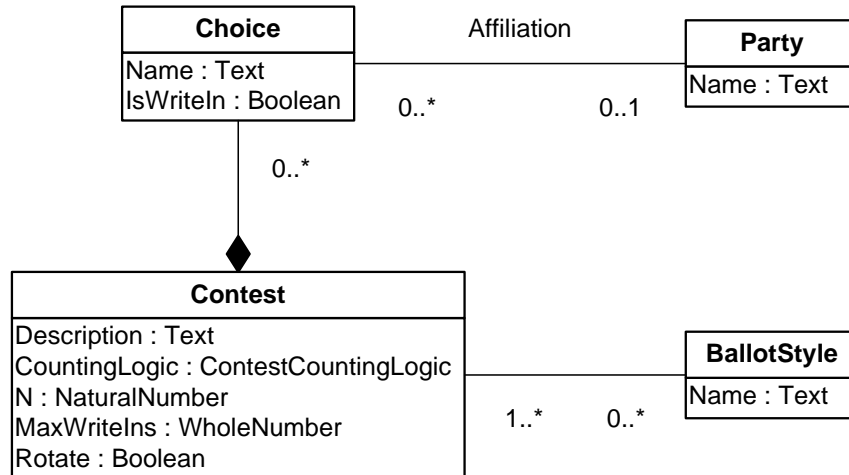 Choice
Name : Text
IsWriteIn : Boolean
Affiliation
Party
Name : Text
0..*
0..1
0..*
Contest
Description : Text
CountingLogic : ContestCountingLogic
N : NaturalNumber
MaxWriteIns : WholeNumber
Rotate : Boolean
1..*
0..*
BallotStyle
Name : Text